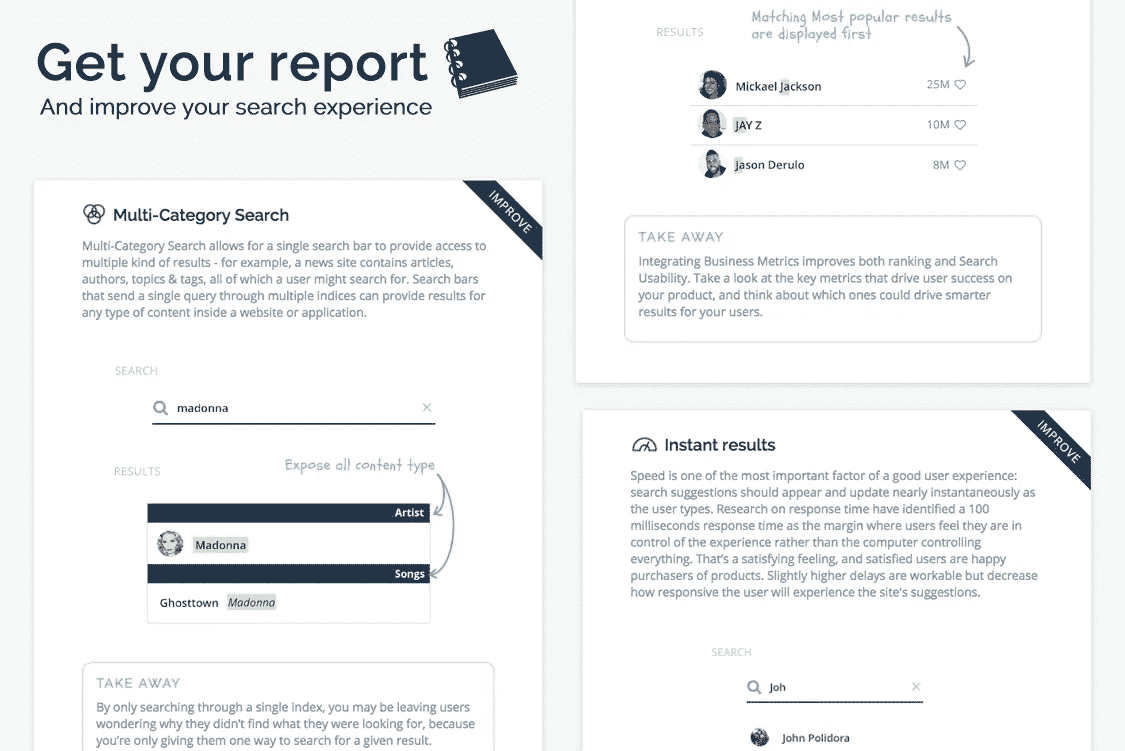 Get your report
And improve your search experience
IMPROVE
Multi-Category Search
Multi-Category Search allows for a single search bar to provide access to
multiple kind of results - for example, a news site contains articles,
authors, topics & tags, all of which a user might search for. Search bars
that send a single query through multiple indices can provide results for
any type of content inside a website or application.
SEARCH
madonna
RESULTS
Expose all content type
Artist
Madonna
Songs
Ghosttown Madonna
TAKE AWAY
By only searching through a single index, you may be leaving users
wondering why they didn't find what they were looking for, because
you're only giving them one way to search for a given result.
RESULTS
Matching Most popular results
are displayed first
Mickael Jackson 25M
JAY Z 10M
Jason Derulo 8M
TAKE AWAY
Integrating Business Metrics improves both ranking and Search
Usability. Take a look at the key metrics that drive user success on
your product, and think about which ones could drive smarter
results for your users.
IMPROVE
Instant results
Speed is one of the most important factor of a good user experience:
search suggestions should appear and update nearly instantaneously as
the user types. Research on response time have identified a 100
milliseconds response time as the margin where users feel they are in
control of the experience rather than the computer controlling
everything. That's a satisfying feeling, and satisfied users are happy
purchasers of products. Slightly higher delays are workable but decrease
how responsive the user will experience the site's suggestions.
SEARCH
Joh
John Polidora